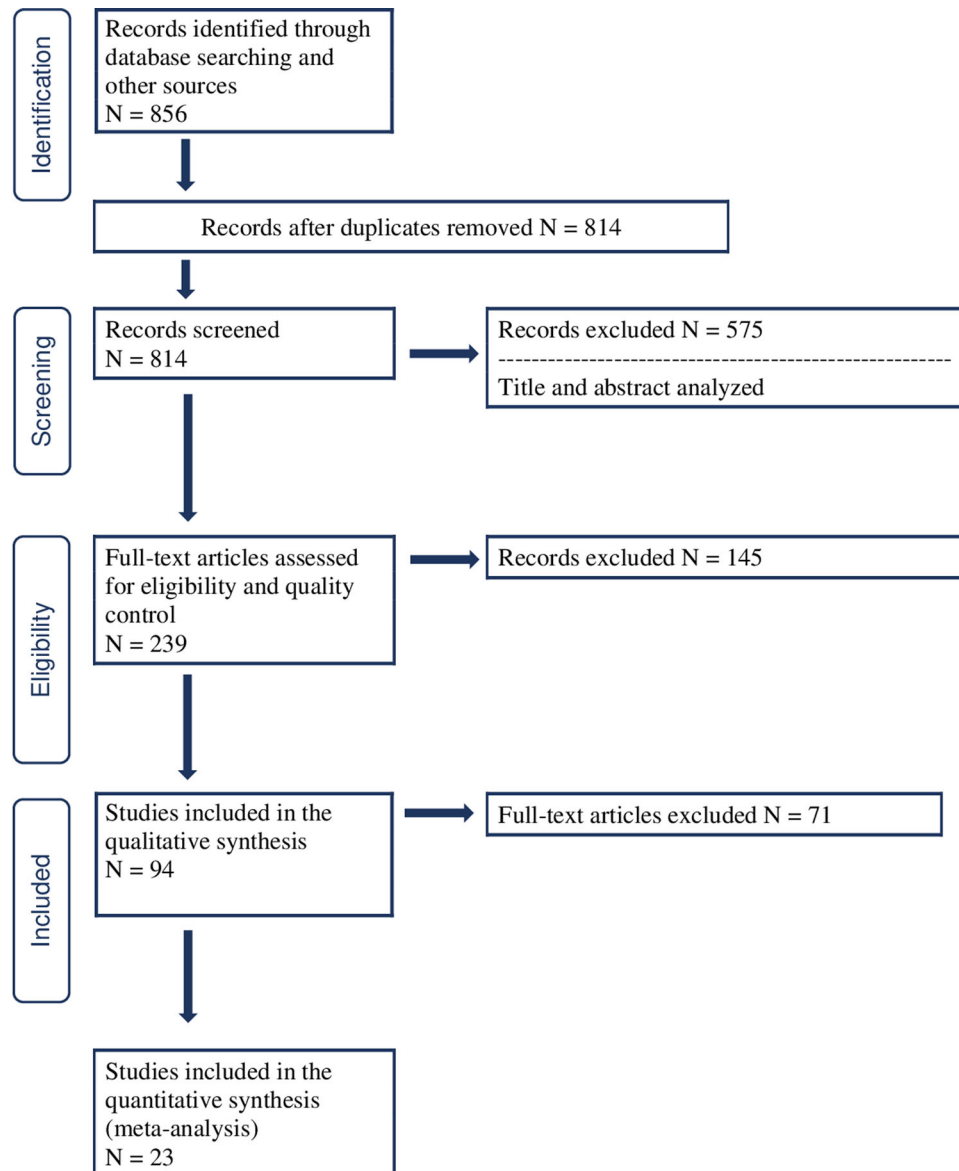 Identification
Records identified through
database searching and
other sources
N = 856
Records after duplicates removed N = 814
Screening
Records screened
N = 814
Records excluded N = 575
Title and abstract analyzed
Eligibility
Full-text articles assessed
for eligibility and quality
control
N = 239
Records excluded N = 145
Included
Studies included in the
qualitative synthesis
N = 94
Full-text articles excluded N = 71
Studies included in the
quantitative synthesis
(meta-analysis)
N = 23